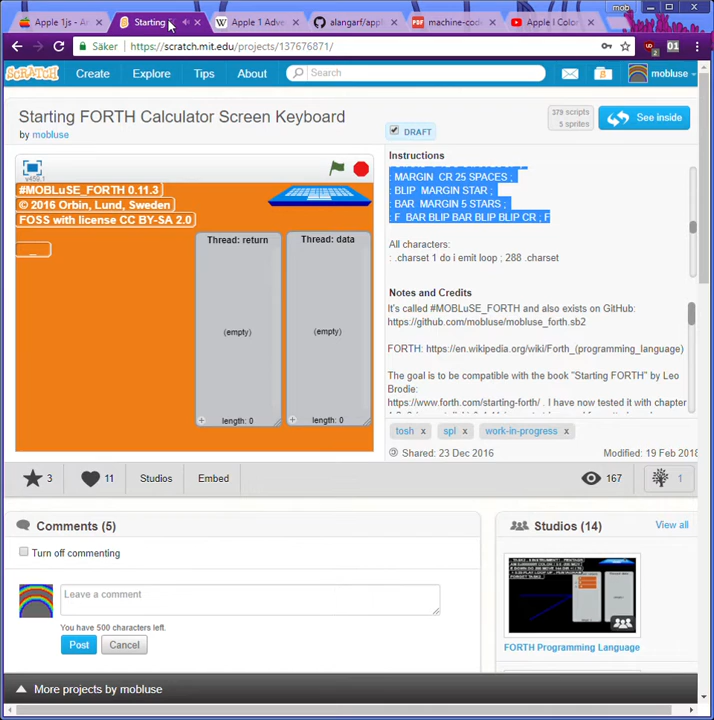 mob
Apple 1js - An
Starting
Apple 1 Adve
alangarf/appl
machine-code
Apple I Color
Säker
https://scratch.mit.edu/projects/137676871/
2
01
SCRATCH
Create
Explore
Tips
About
Search
mobluse
Starting FORTH Calculator Screen Keyboard
by mobluse
379 scripts
5 sprites
See inside
DRAFT
v459.1
#MOBLuSE_FORTH 0.11.3
© 2016 Orbin, Lund, Sweden
FOSS with license CC BY-SA 2.0
_
Thread: return
(empty)
length: 0
Thread: data
(empty)
length: 0
Instructions
: MARGIN CR 25 SPACES ;
: BLIP MARGIN STAR ;
: BAR MARGIN 5 STARS ;
: F BAR BLIP BAR BLIP BLIP CR ; F
All characters:
: .charset 1 do i emit loop ; 288 .charset
Notes and Credits
It's called #MOBLuSE_FORTH and also exists on GitHub:
https://github.com/mobluse/mobluse_forth.sb2
FORTH: https://en.wikipedia.org/wiki/Forth_(programming_language)
The goal is to be compatible with the book "Starting FORTH" by Leo
Brodie:
https://www.forth.com/starting-forth/ . I have now tested it with chapter
tosh x
spl x
work-in-progress x
Shared: 23 Dec 2016
Modified: 19 Feb 2018
3
11
Studios
Embed
167
1
Comments (5)
Turn off commenting
Leave a comment
You have 500 characters left.
Post
Cancel
Studios (14)
View all
FORTH Programming Language
More projects by mobluse